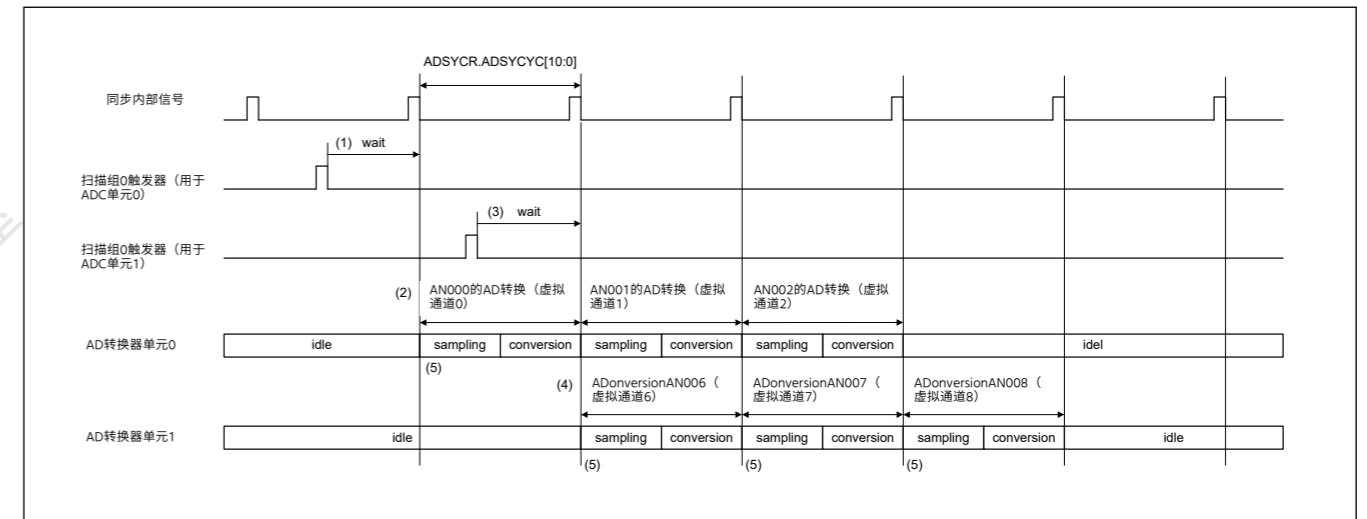 ADSYCR.ADSYCYC[10:0]
同步内部信号
(1) wait
扫描组0触发器（用于
ADC单元0）
(3) wait
扫描组0触发器（用于
ADC单元1）
(2)
AN000的AD转换（虚拟
通道0）
AN001的AD转换（虚拟
通道1）
AN002的AD转换（虚拟
通道2）
AD转换器单元0
idle
sampling
conversion
sampling
conversion
sampling
conversion
idel
(5)
(4)
ADonversionAN006（
虚拟通道6）
ADonversionAN007（
虚拟通道7）
ADonversionAN008（
虚拟通道8）
AD转换器单元1
idle
sampling
conversion
sampling
conversion
sampling
conversion
idle
(5)
(5)
(5)